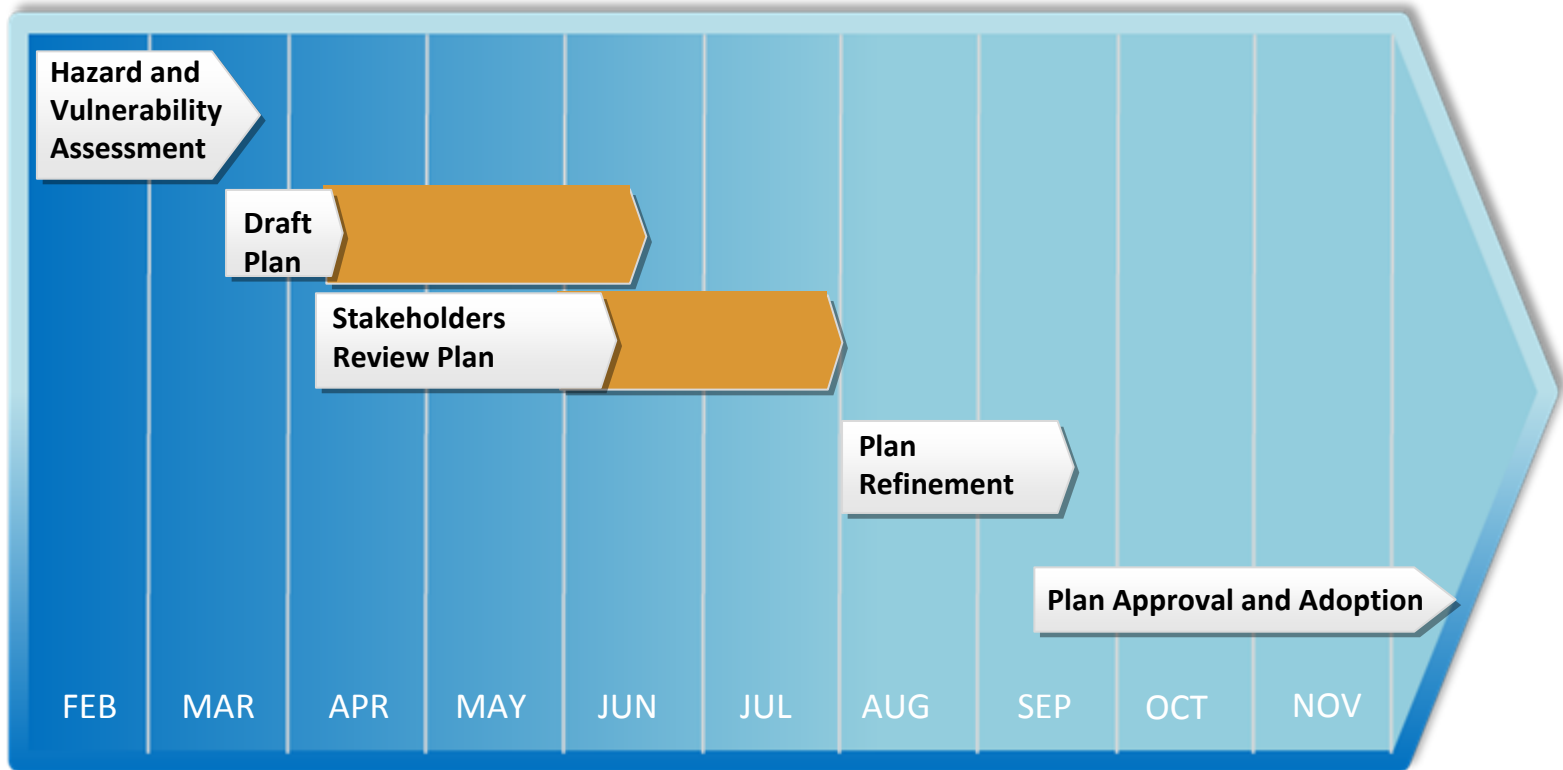 Hazard and
Vulnerability
Assessment
Draft
Plan
Stakeholders
Review Plan
Plan
Refinement
Plan Approval and Adoption
FEB MAR APR MAY JUN JUL AUG SEP OCT NOV